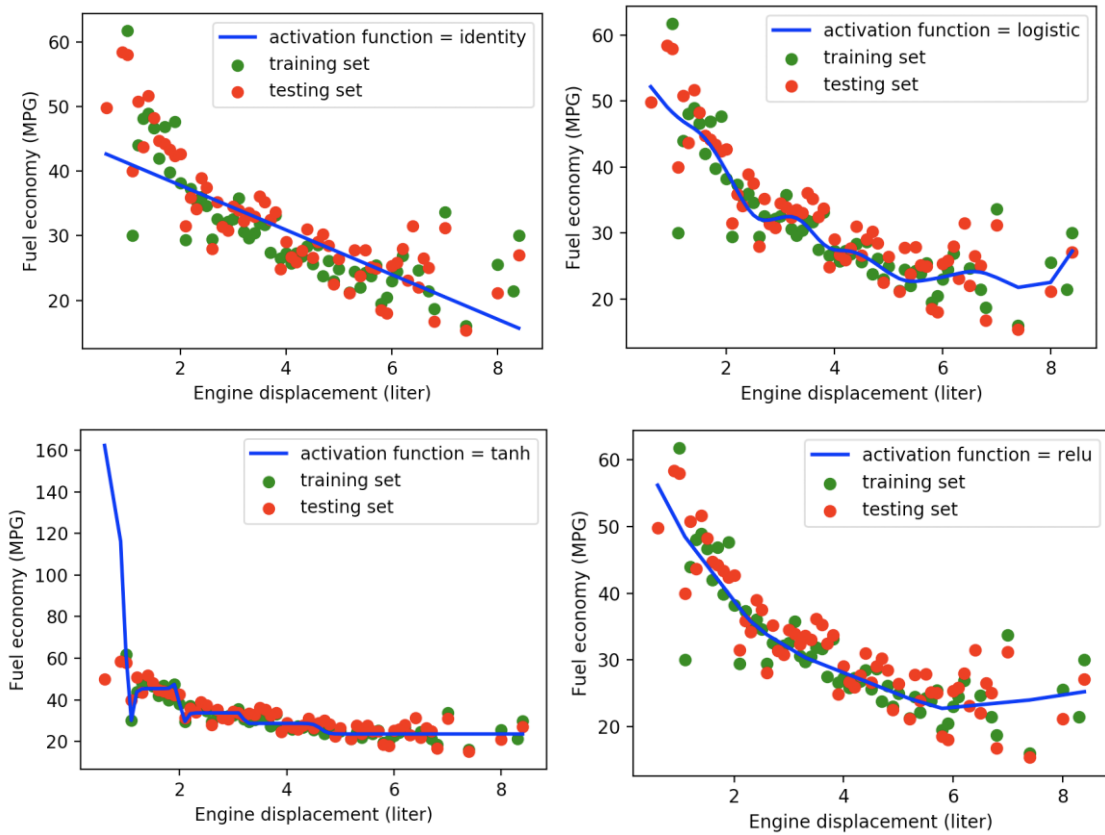 60
50
40
30
20
activation function = identity
training set
testing set
Fuel economy (MPG)
2 4 6 8
Engine displacement (liter)
60
50
40
30
20
activation function = logistic
training set
testing set
Fuel economy (MPG)
2 4 6 8
Engine displacement (liter)
160
140
120
100
80
60
40
20
activation function = tanh
training set
testing set
Fuel economy (MPG)
2 4 6 8
Engine displacement (liter)
60
50
40
30
20
activation function = relu
training set
testing set
Fuel economy (MPG)
2 4 6 8
Engine displacement (liter)